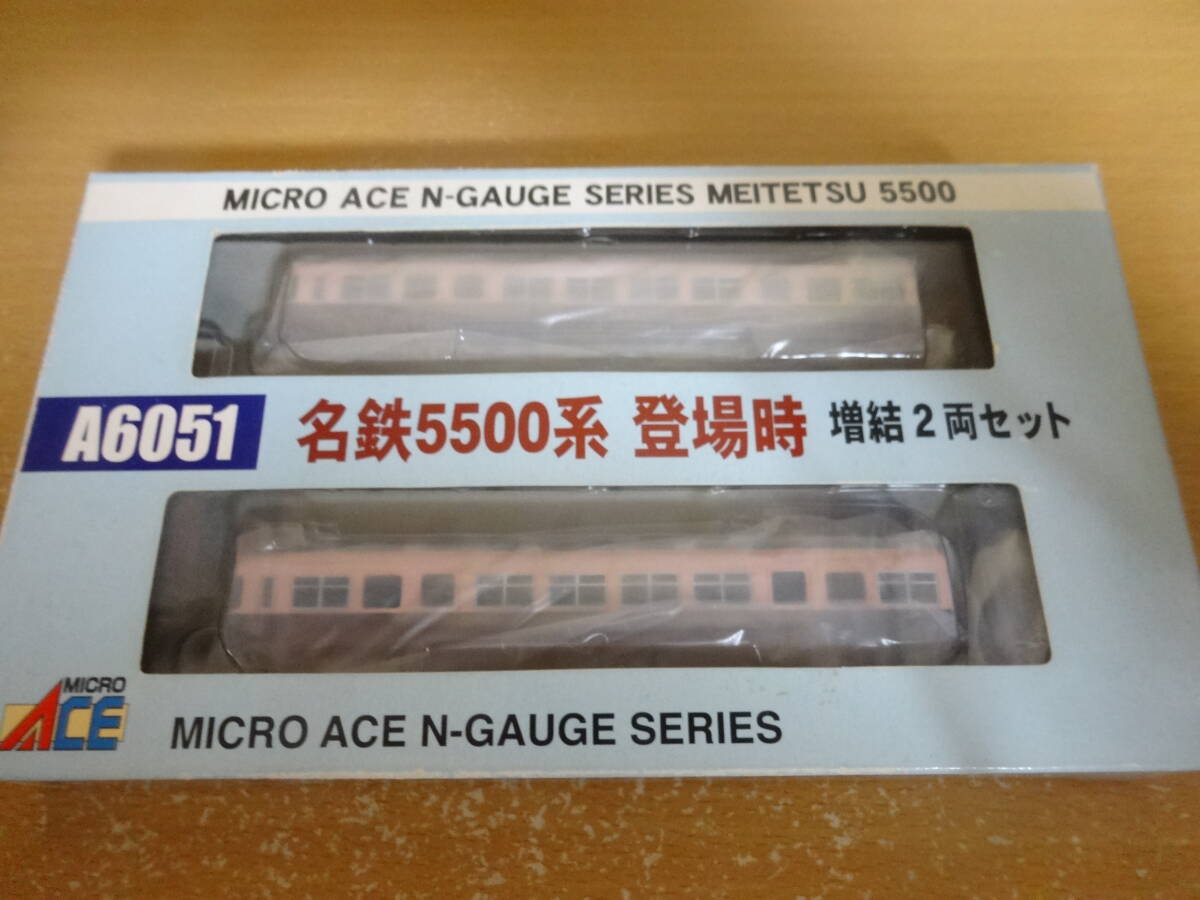 MICRO ACE N-GAUGE SERIES MEITETSU 5500
A6051 名鉄5500系 登場時 増結2両セット
MICRO ACE
MICRO ACE N-GAUGE SERIES